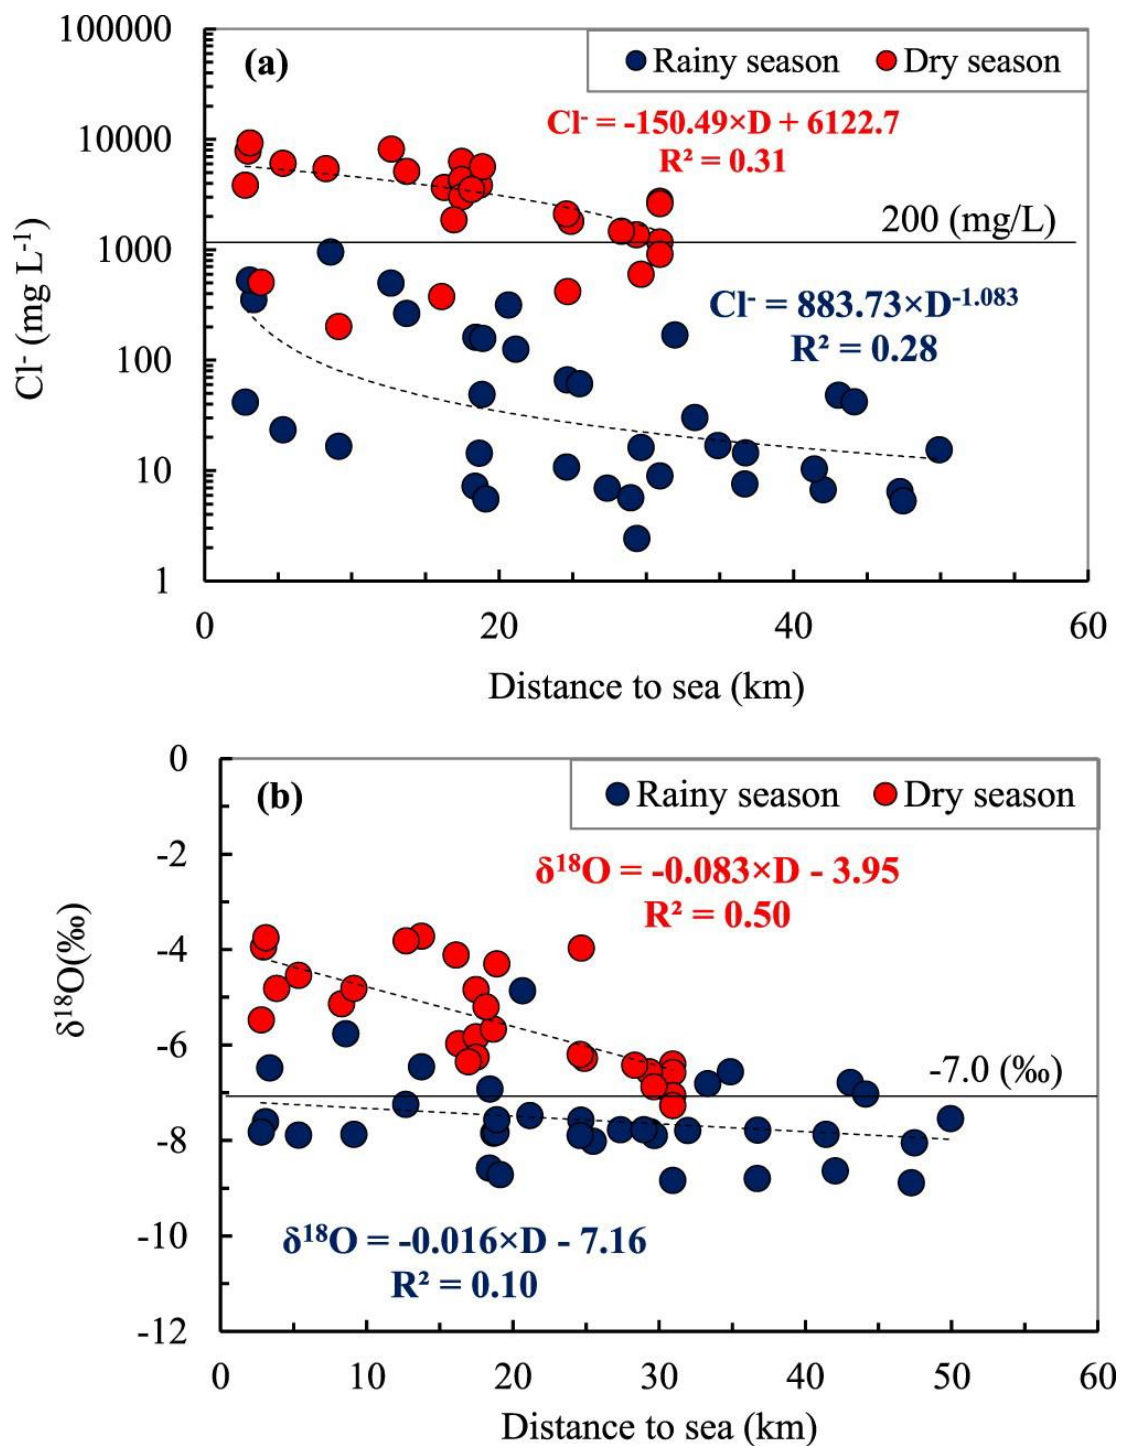 100000
(a)
Rainy season
Dry season
10000
Cl⁻ = -150.49×D + 6122.7
R² = 0.31
1000
200 (mg/L)
Cl⁻ = 883.73×D⁻¹·⁰⁸³
R² = 0.28
100
10
1
Cl⁻ (mg L⁻¹)
0 20 40 60
Distance to sea (km)
0
(b)
Rainy season
Dry season
-2
δ¹⁸O = -0.083×D - 3.95
R² = 0.50
-4
-6
-7.0 (‰)
-8
-10
δ¹⁸O = -0.016×D - 7.16
R² = 0.10
-12
δ¹⁸O(‰)
0 10 20 30 40 50 60
Distance to sea (km)